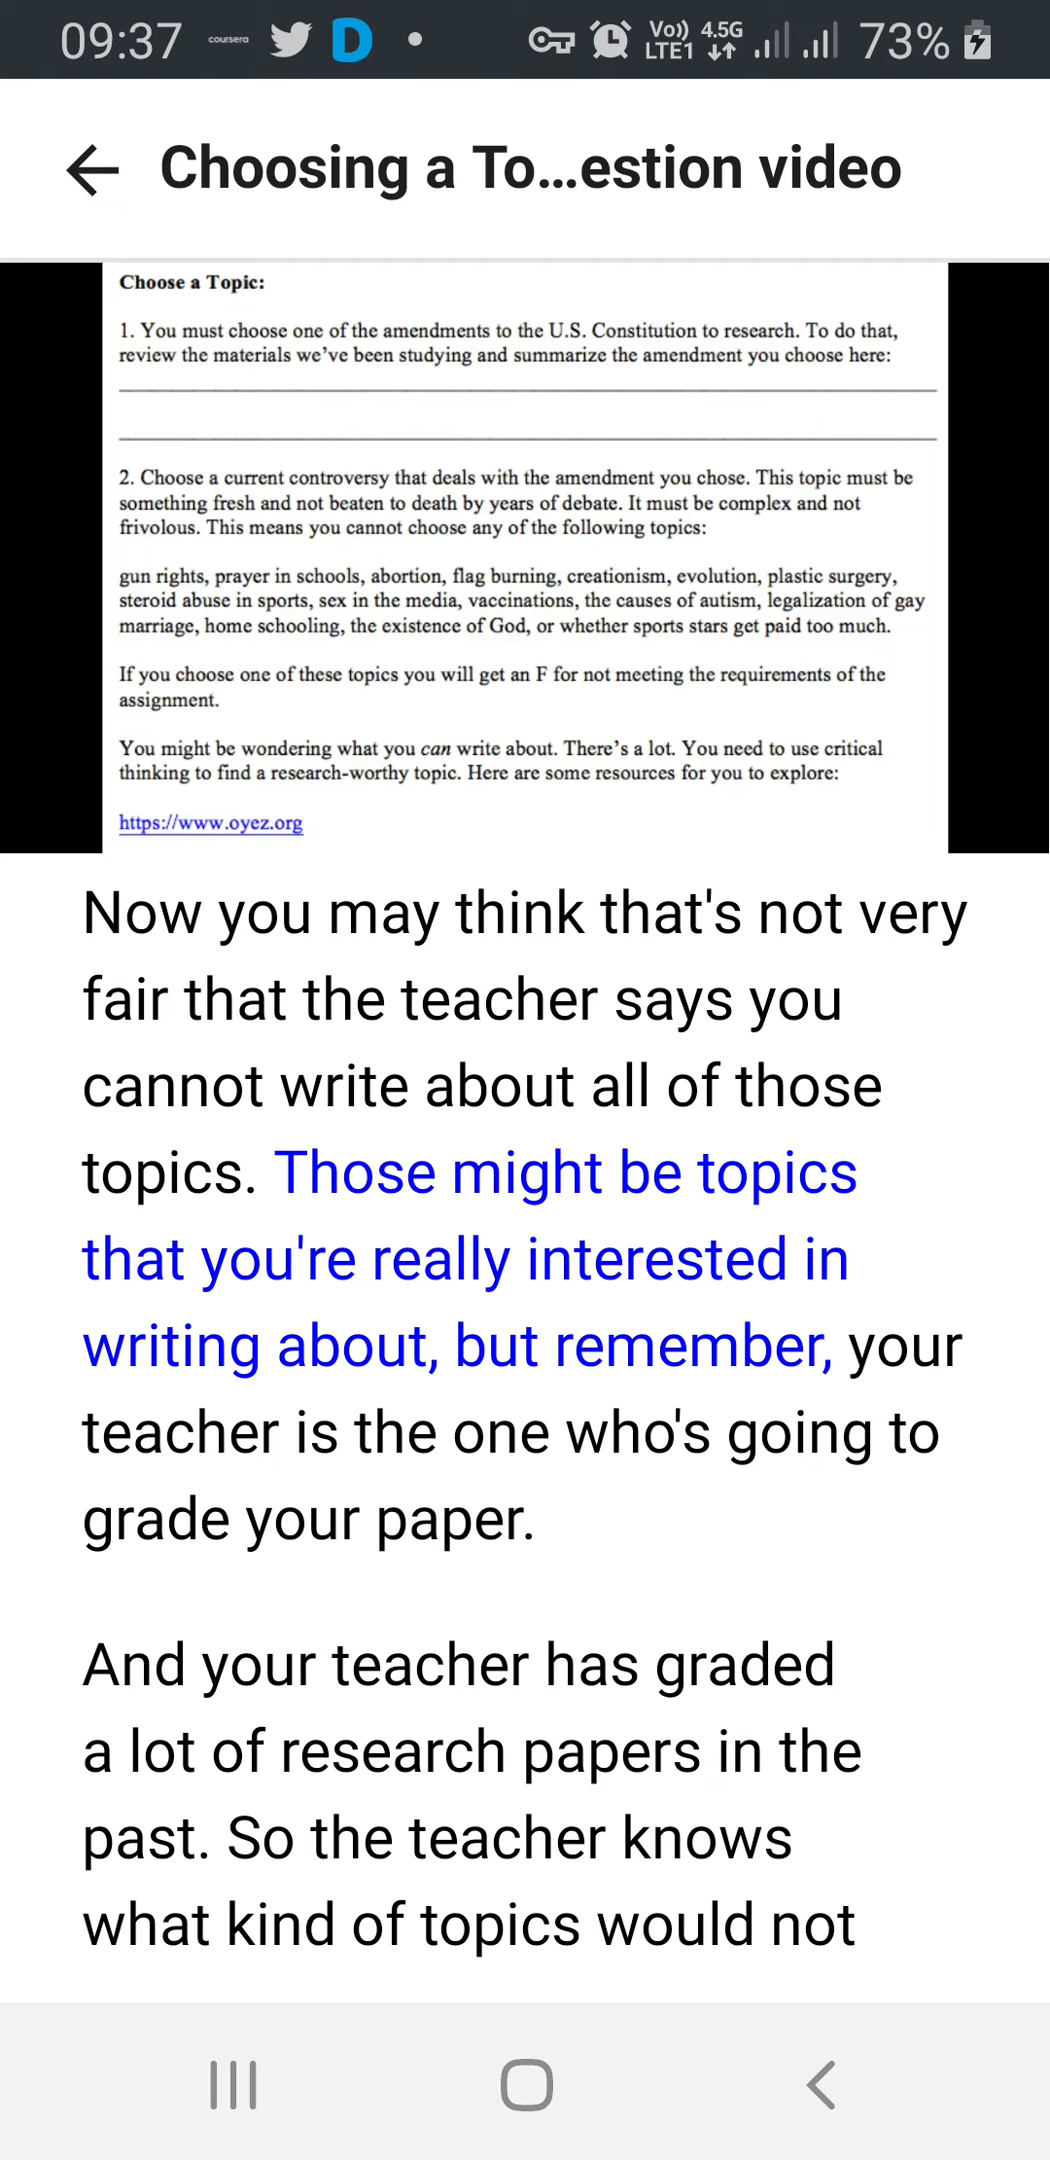 09:37 coursera D Vo)) LTE1 4.5G 73%
Choosing a To...estion video
Choose a Topic:
1. You must choose one of the amendments to the U.S. Constitution to research. To do that,
review the materials we’ve been studying and summarize the amendment you choose here:
2. Choose a current controversy that deals with the amendment you chose. This topic must be
something fresh and not beaten to death by years of debate. It must be complex and not
frivolous. This means you cannot choose any of the following topics:
gun rights, prayer in schools, abortion, flag burning, creationism, evolution, plastic surgery,
steroid abuse in sports, sex in the media, vaccinations, the causes of autism, legalization of gay
marriage, home schooling, the existence of God, or whether sports stars get paid too much.
If you choose one of these topics you will get an F for not meeting the requirements of the
assignment.
You might be wondering what you can write about. There’s a lot. You need to use critical
thinking to find a research-worthy topic. Here are some resources for you to explore:
https://www.oyez.org
Now you may think that's not very
fair that the teacher says you
cannot write about all of those
topics. Those might be topics
that you're really interested in
writing about, but remember, your
teacher is the one who's going to
grade your paper.
And your teacher has graded
a lot of research papers in the
past. So the teacher knows
what kind of topics would not